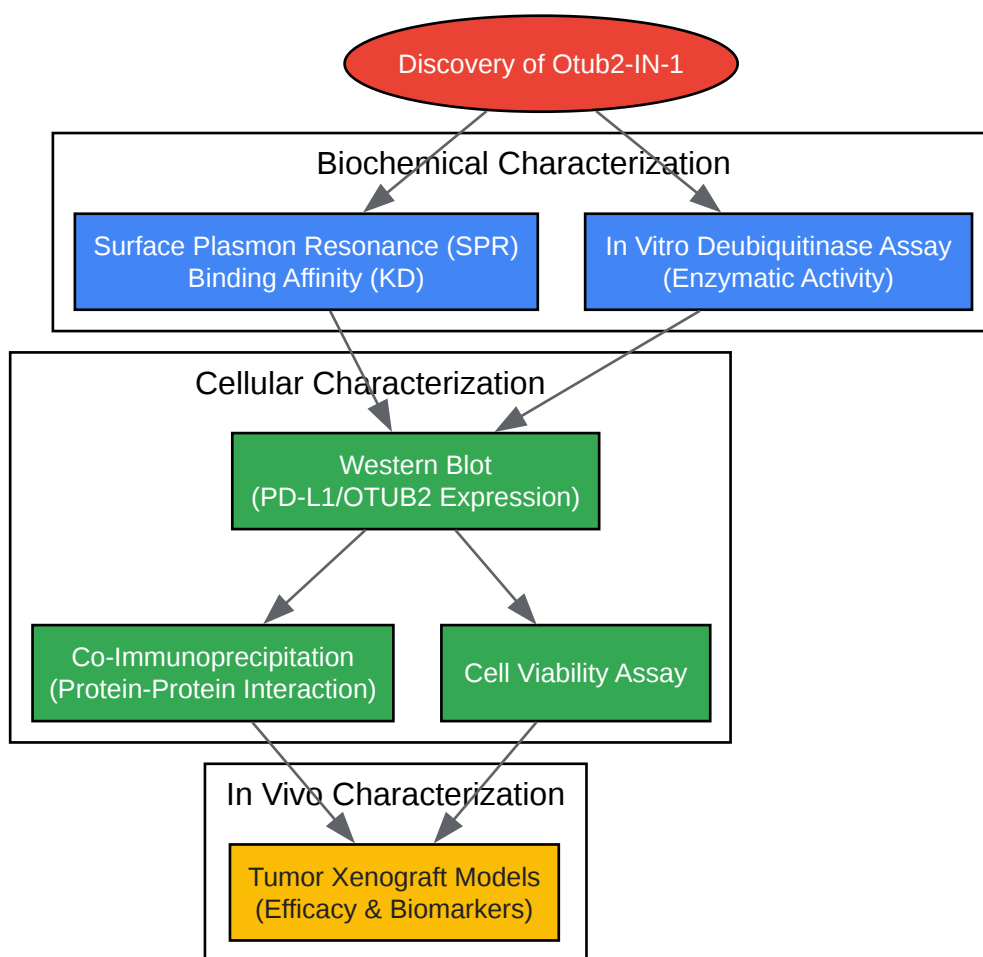 Discovery of Otub2-IN-1
Biochemical Characterization
Surface Plasmon Resonance (SPR)
Binding Affinity (KD)
In Vitro Deubiquitinase Assay
(Enzymatic Activity)
Cellular Characterization
Western Blot
(PD-L1/OTUB2 Expression)
Co-Immunoprecipitation
(Protein-Protein Interaction)
Cell Viability Assay
In Vivo Characterization
Tumor Xenograft Models
(Efficacy & Biomarkers)